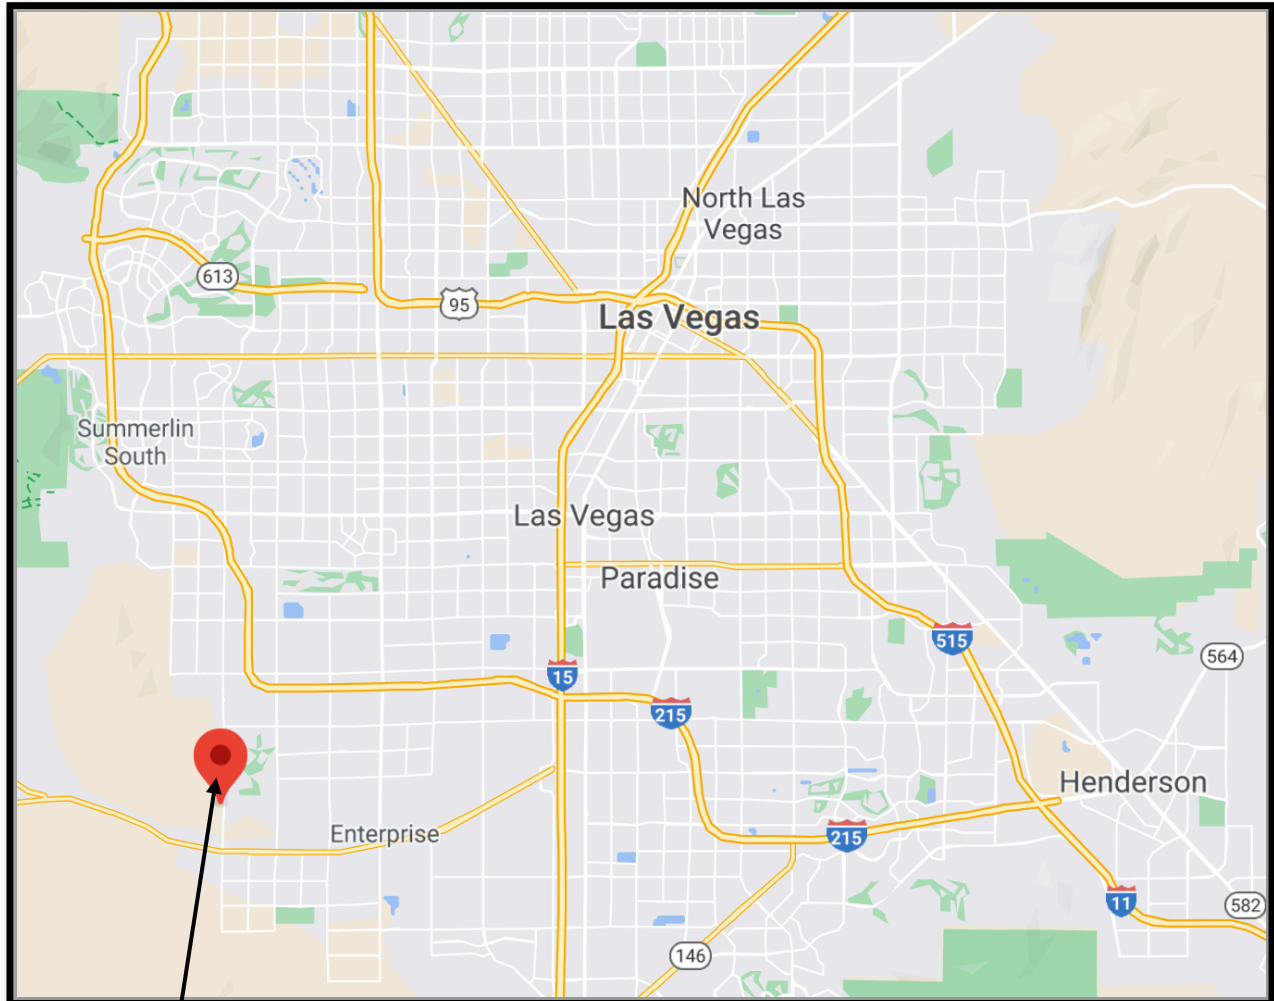 North Las
Vegas
613
95
Las Vegas
Summerlin
South
Las Vegas
Paradise
515
564
15
215
Henderson
Enterprise
215
11
582
146